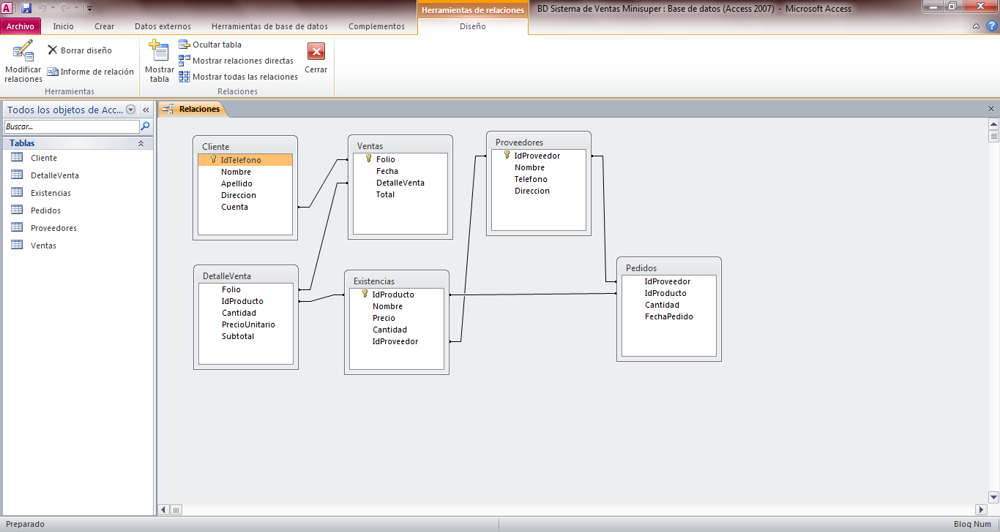 Herramientas de relaciones
BD Sistema de Ventas Minisuper : Base de datos (Access 2007) - Microsoft Access
Archivo
Inicio
Crear
Datos externos
Herramientas de base de datos
Complementos
Diseño
Modificar
relaciones
Borrar diseño
Informe de relación
Herramientas
Mostrar
tabla
Ocultar tabla
Mostrar relaciones directas
Mostrar todas las relaciones
Cerrar
Relaciones
Todos los objetos de Acc...
Buscar...
Tablas
Cliente
DetalleVenta
Existencias
Pedidos
Proveedores
Ventas
Relaciones
Cliente
IdTelefono
Nombre
Apellido
Direccion
Cuenta
Ventas
Folio
Fecha
DetalleVenta
Total
Proveedores
IdProveedor
Nombre
Telefono
Direccion
DetalleVenta
Folio
IdProducto
Cantidad
PrecioUnitario
Subtotal
Existencias
IdProducto
Nombre
Precio
Cantidad
IdProveedor
Pedidos
IdProveedor
IdProducto
Cantidad
FechaPedido
Preparado
Bloq Num